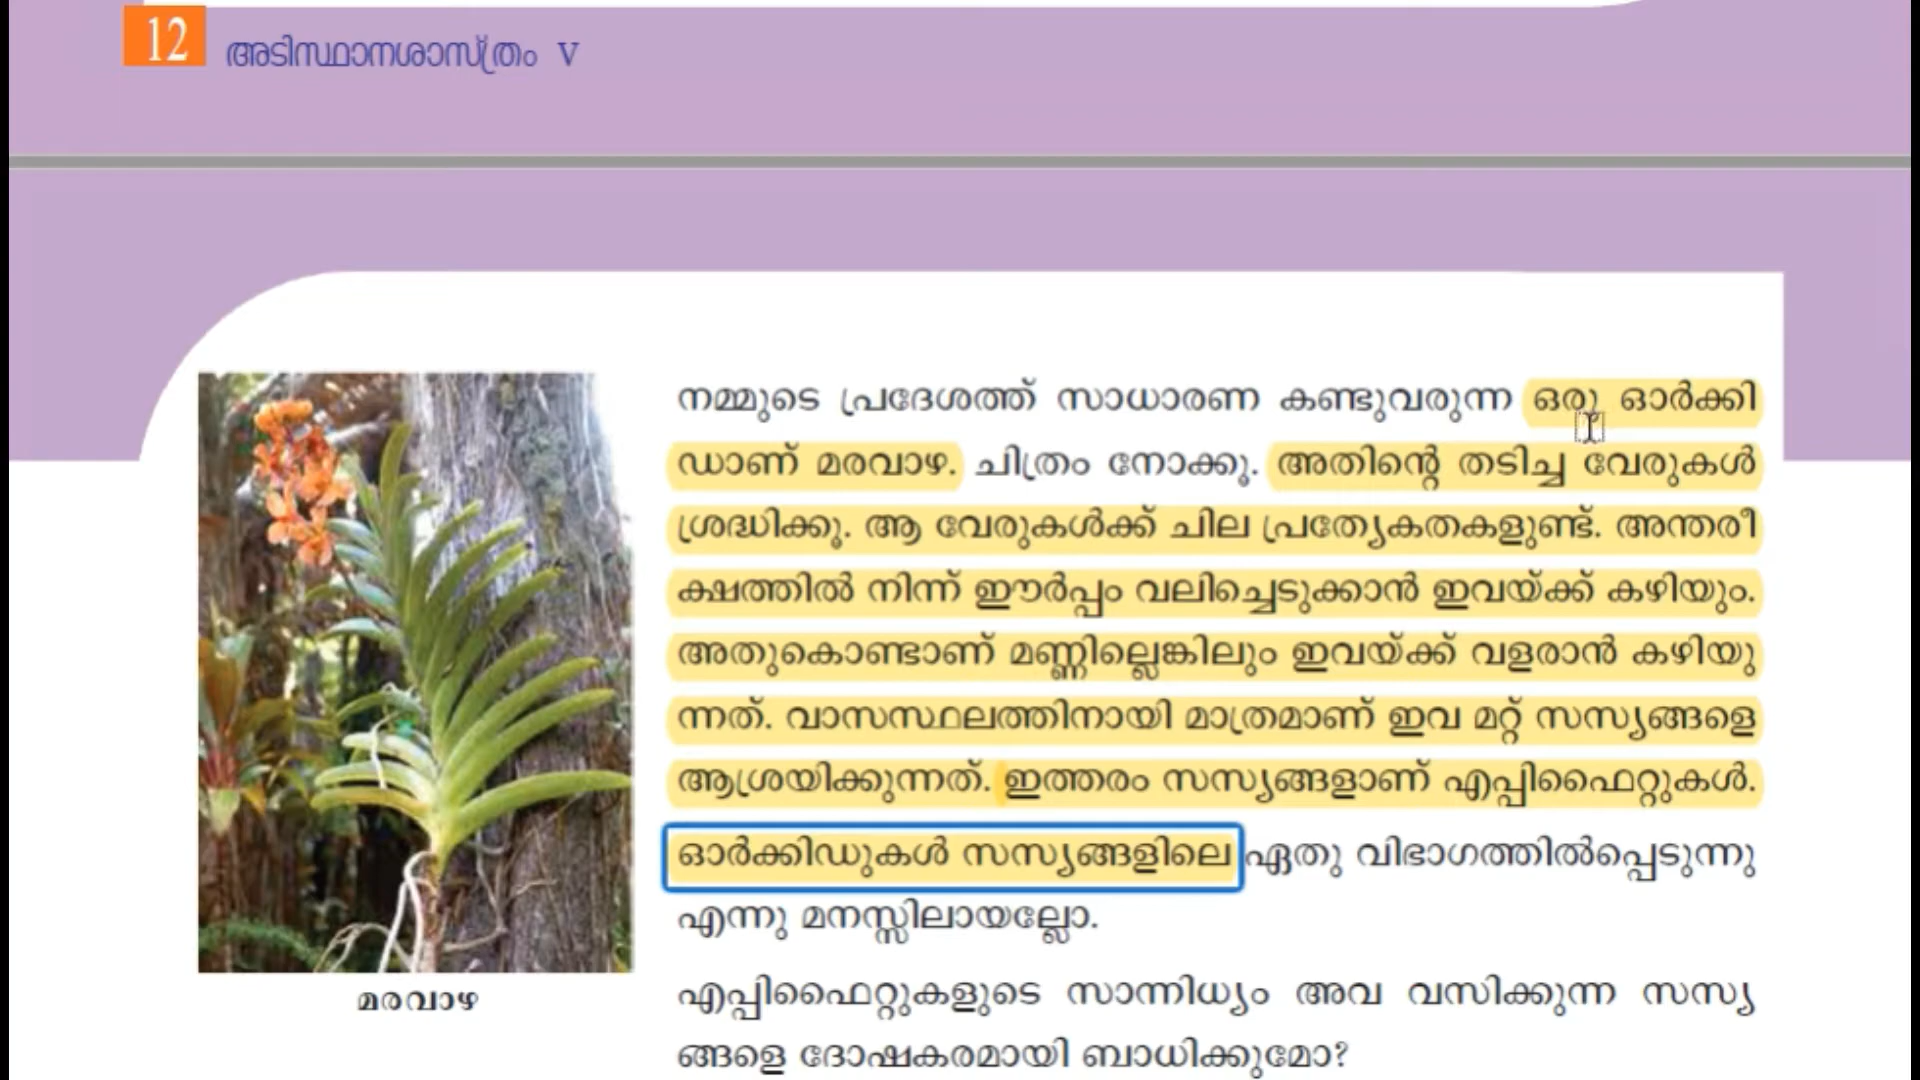 12 അടിസ്ഥാനശാസ്ത്രം V
നമ്മുടെ പ്രദേശത്ത് സാധാരണ കണ്ടുവരുന്ന ഒരു ഓർക്കി
ഡാണ് മരവാഴ. ചിത്രം നോക്കൂ. അതിന്റെ തടിച്ച വേരുകൾ
ശ്രദ്ധിക്കൂ. ആ വേരുകൾക്ക് ചില പ്രത്യേകതകളുണ്ട്. അന്തരീ
ക്ഷത്തിൽ നിന്ന് ഈർപ്പം വലിച്ചെടുക്കാൻ ഇവയ്ക്ക് കഴിയും.
അതുകൊണ്ടാണ് മണ്ണില്ലെങ്കിലും ഇവയ്ക്ക് വളരാൻ കഴിയു
ന്നത്. വാസസ്ഥലത്തിനായി മാത്രമാണ് ഇവ മറ്റ് സസ്യങ്ങളെ
ആശ്രയിക്കുന്നത്. ഇത്തരം സസ്യങ്ങളാണ് എപ്പിഫൈറ്റുകൾ.
ഓർക്കിഡുകൾ സസ്യങ്ങളിലെ ഏതു വിഭാഗത്തിൽപ്പെടുന്നു
എന്നു മനസ്സിലായല്ലോ.
എപ്പിഫൈറ്റുകളുടെ സാന്നിധ്യം അവ വസിക്കുന്ന സസ്യ
ങ്ങളെ ദോഷകരമായി ബാധിക്കുമോ?
മരവാഴ